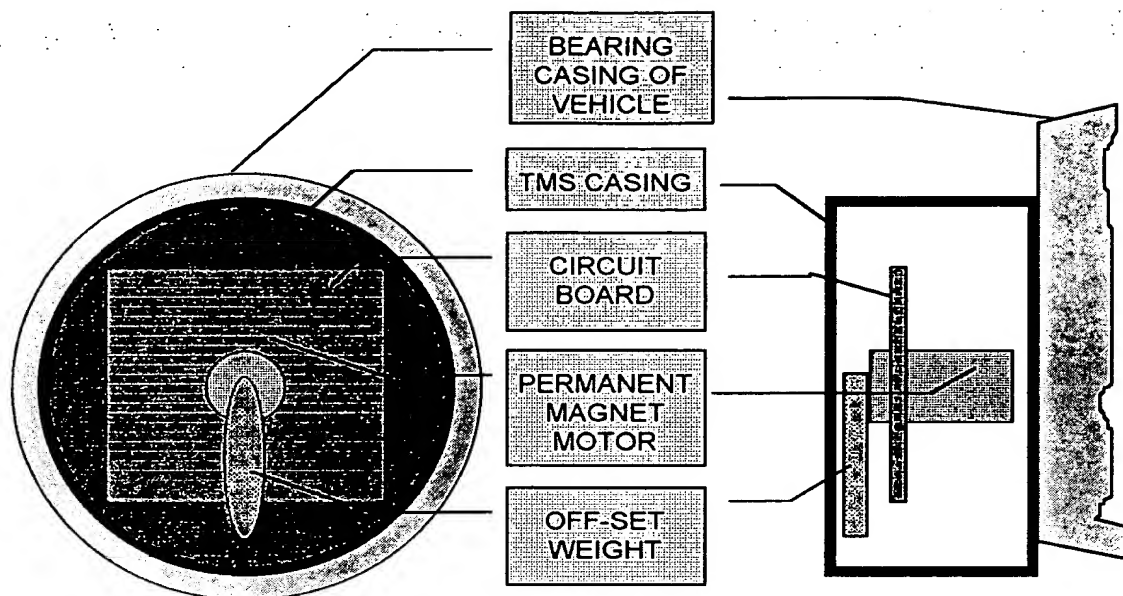 BEARING
CASING OF
VEHICLE
TMS CASING
CIRCUIT
BOARD
PERMANENT
MAGNET
MOTOR
OFF-SET
WEIGHT